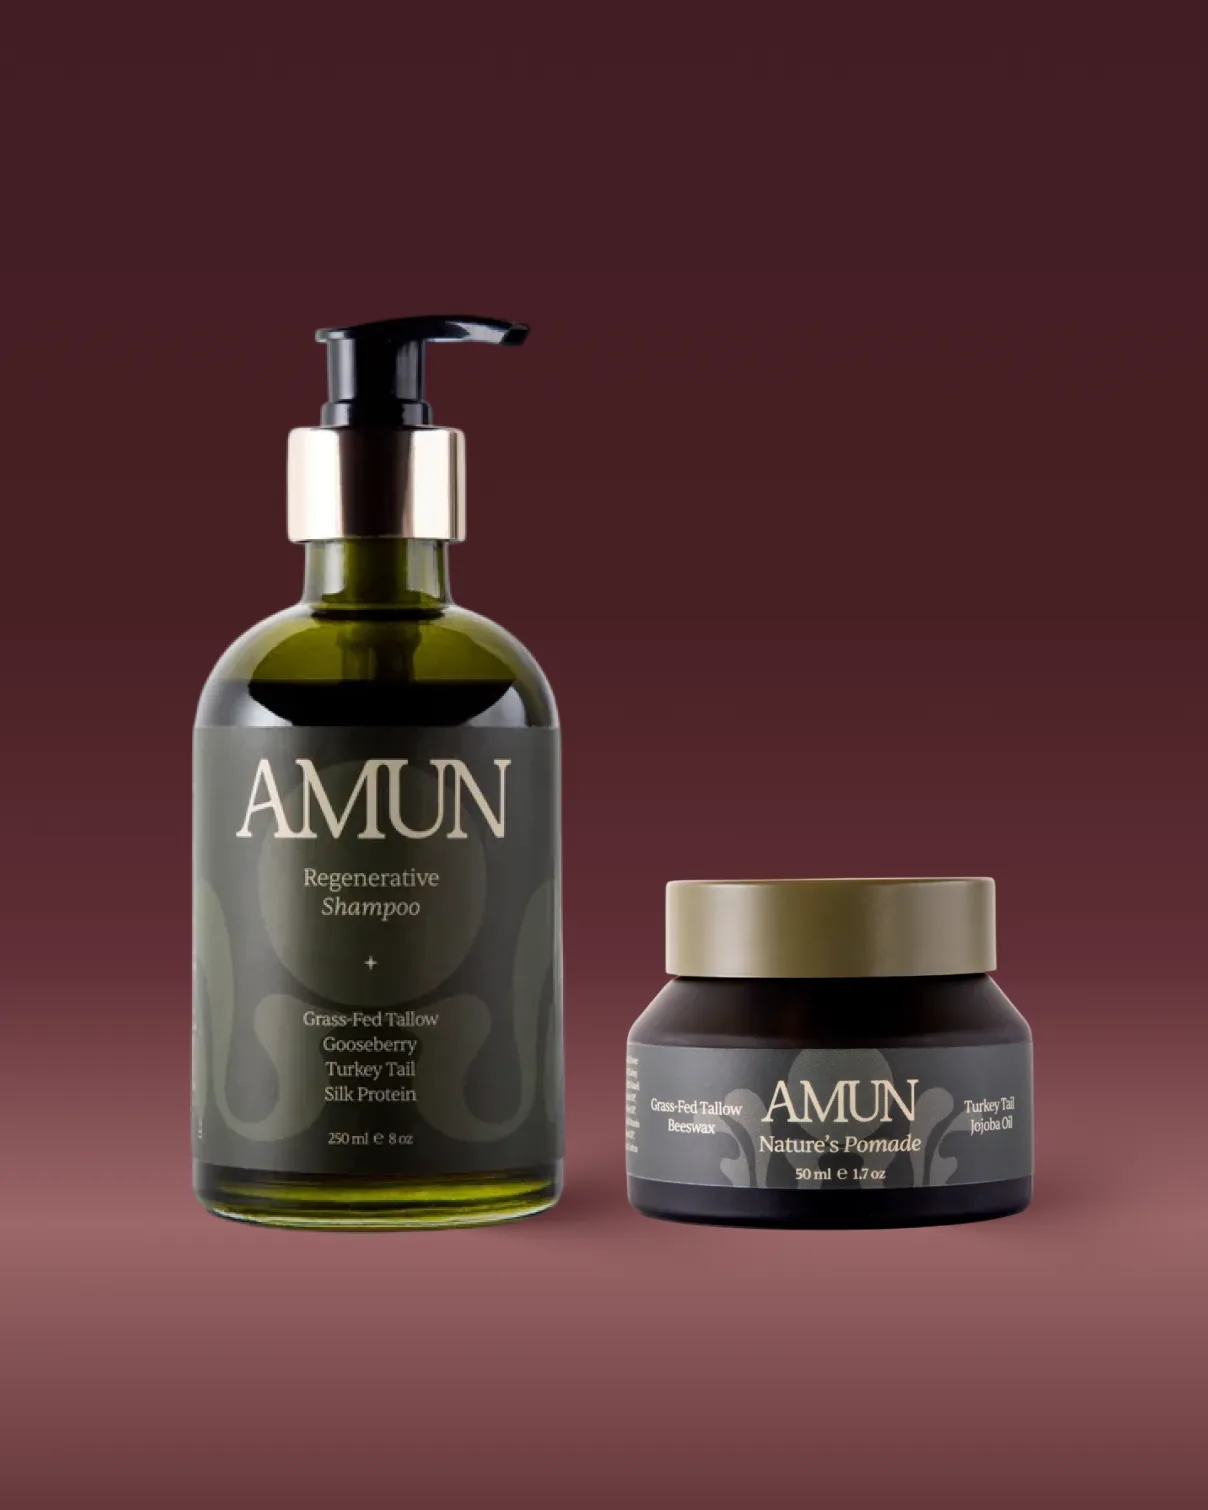 AMUN
Regenerative
Shampoo
Grass-Fed Tallow
Gooseberry
Turkey Tail
Silk Protein
250 ml ℮ 8 oz
Grass-Fed Tallow
Beeswax
AMUN
Nature's Pomade
50 ml ℮ 1.7 oz
Turkey Tail
Jojoba Oil